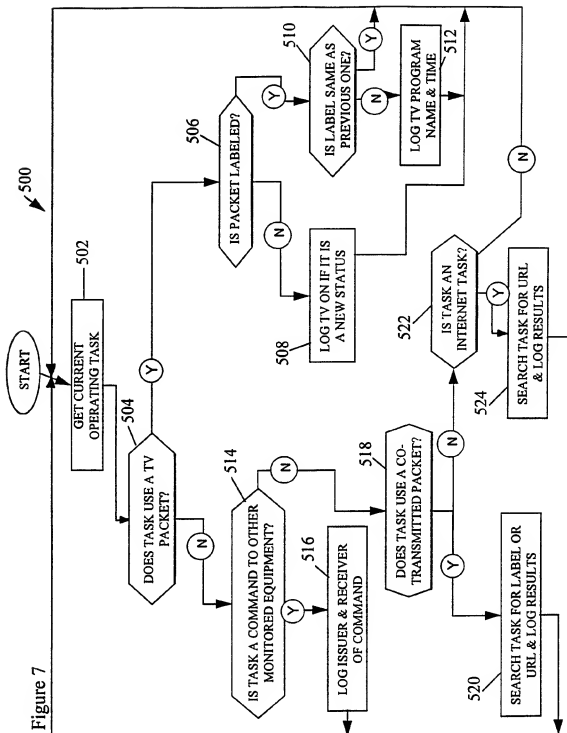 Figure 7
500
START
502
GET CURRENT
OPERATING TASK
504
DOES TASK USE A TV
PACKET?
Y
N
506
IS PACKET LABELED?
Y
N
508
LOG TV ON IF IT IS
A NEW STATUS
510
IS LABEL SAME AS
PREVIOUS ONE?
Y
N
512
LOG TV PROGRAM
NAME & TIME
514
IS TASK A COMMAND TO OTHER
MONITORED EQUIPMENT?
N
Y
516
LOG ISSUER & RECEIVER
OF COMMAND
518
DOES TASK USE A CO-
TRANSMITTED PACKET?
Y
N
520
SEARCH TASK FOR LABEL OR
URL & LOG RESULTS
522
IS TASK AN
INTERNET TASK?
Y
N
524
SEARCH TASK FOR URL
& LOG RESULTS